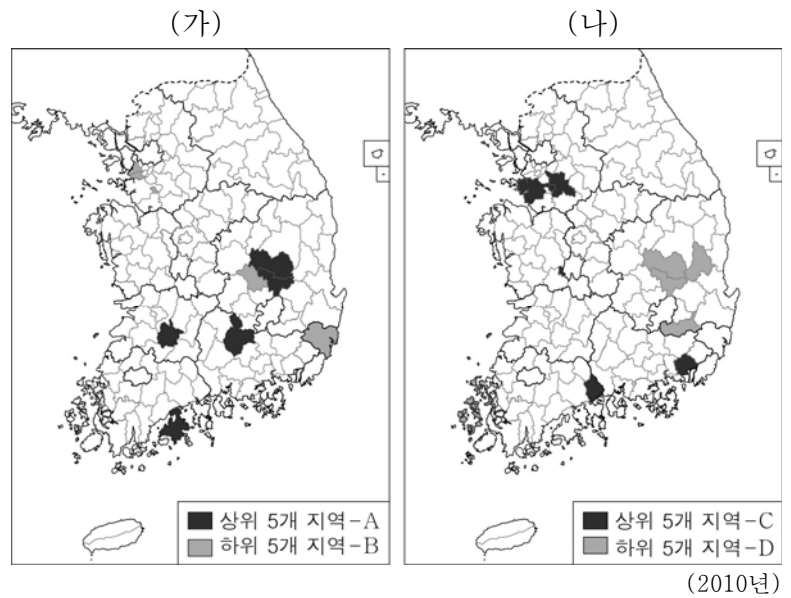 (가)
(나)
상위 5개 지역-A
하위 5개 지역-B
상위 5개 지역-C
하위 5개 지역-D
(2010년)